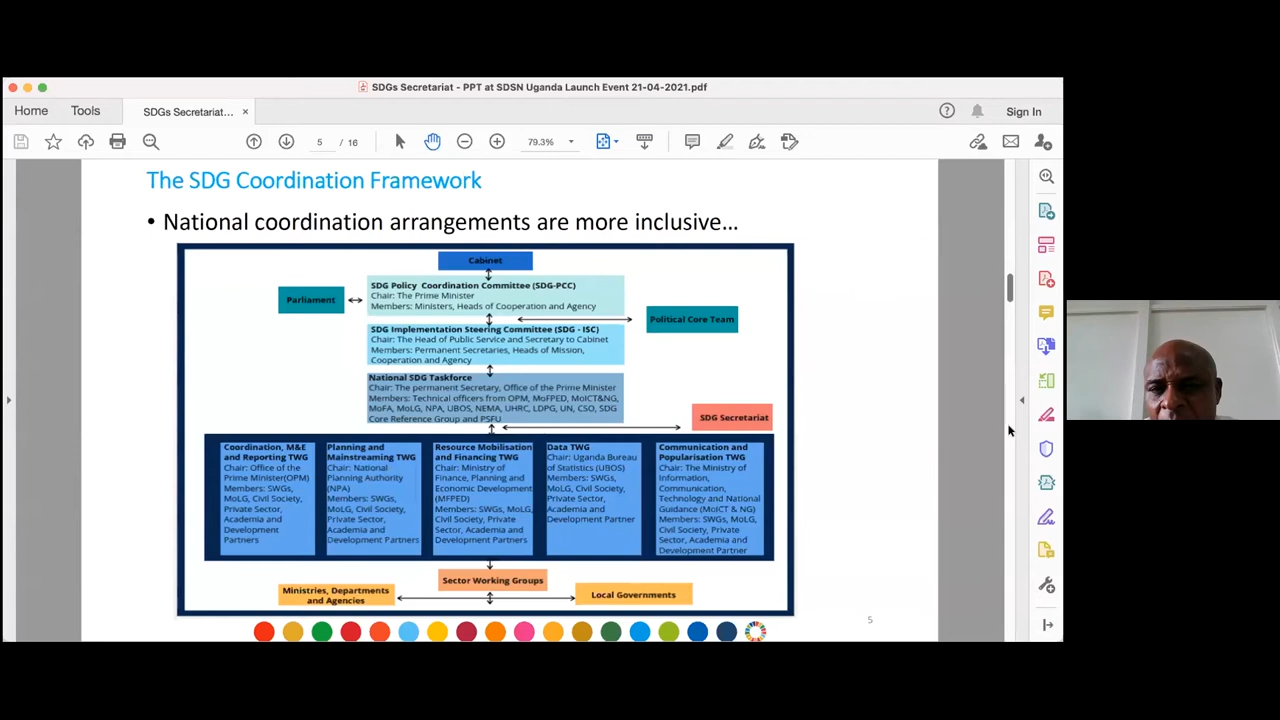 SDGs Secretariat - PPT at SDSN Uganda Launch Event 21-04-2021.pdf
Home Tools SDGs Secretariat... × Sign In
5 / 16 79.3%
The SDG Coordination Framework
• National coordination arrangements are more inclusive...
Cabinet
SDG Policy Coordination Committee (SDG-PCC)
Chair: The Prime Minister
Members: Ministers, Heads of Cooperation and Agency
Parliament
Political Core Team
SDG Implementation Steering Committee (SDG - ISC)
Chair: The Head of Public Service and Secretary to Cabinet
Members: Permanent Secretaries, Heads of Mission,
Cooperation and Agency
National SDG Taskforce
Chair: The permanent Secretary, Office of the Prime Minister
Members: Technical officers from OPM, MoFPED, MoICT&NG,
MoFA, MoLG, NPA, UBOS, NEMA, UHRC, LDPG, UN, CSO, SDG
Core Reference Group and PSFU
SDG Secretariat
Coordination, M&E
and Reporting TWG
Chair: Office of the
Prime Minister(OPM)
Members: SWGs,
MoLG, Civil Society,
Private Sector,
Academia and
Development
Partners
Planning and
Mainstreaming TWG
Chair: National
Planning Authority
(NPA)
Members: SWGs,
MoLG, Civil Society,
Private Sector,
Academia and
Development Partners
Resource Mobilisation
and Financing TWG
Chair: Ministry of
Finance, Planning and
Economic Development
(MFPED)
Members: SWGs, MoLG,
Civil Society, Private
Sector, Academia and
Development Partners
Data TWG
Chair: Uganda Bureau
of Statistics (UBOS)
Members: SWGs,
MoLG, Civil Society,
Private Sector,
Academia and
Development Partner
Communication and
Popularisation TWG
Chair: The Ministry of
Information,
Communication,
Technology and National
Guidance (MoICT & NG)
Members: SWGs, MoLG,
Civil Society, Private
Sector, Academia and
Development Partner
Sector Working Groups
Ministries, Departments
and Agencies
Local Governments
5